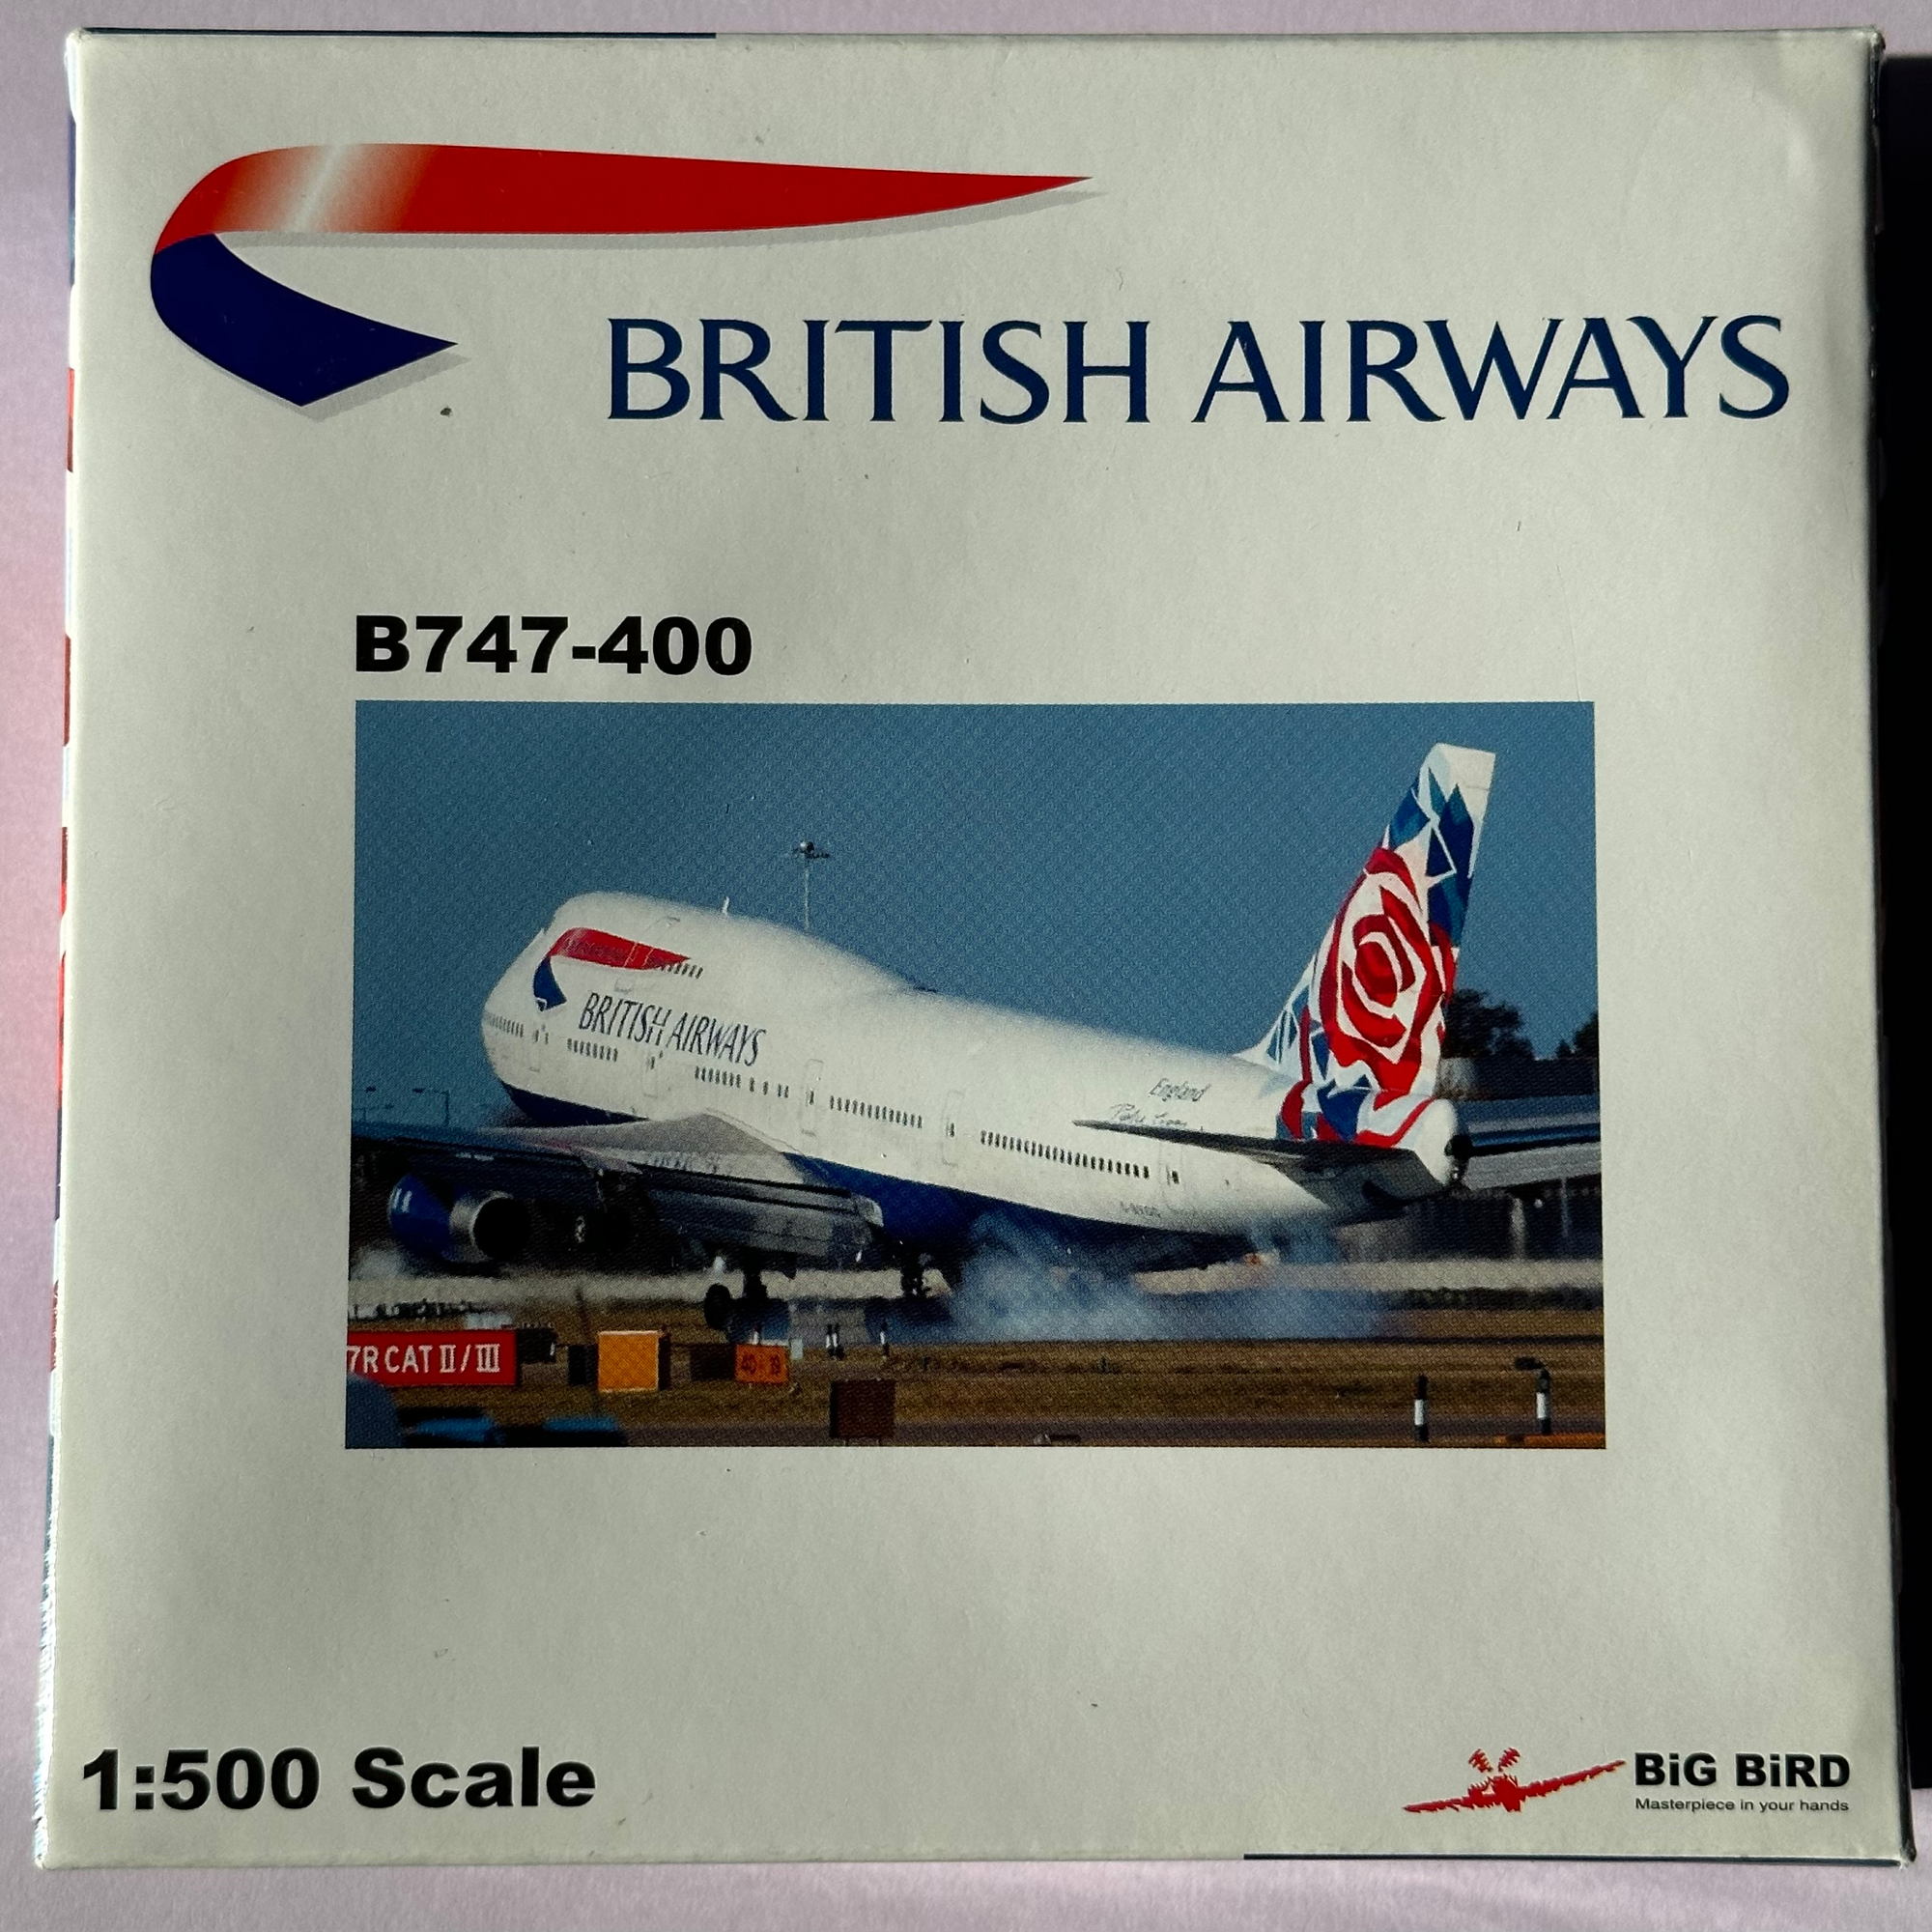 BRITISH AIRWAYS
B747-400
BRITISH AIRWAYS
England
7R CAT II / III
1:500 Scale
BiG BiRD
Masterpiece in your hands